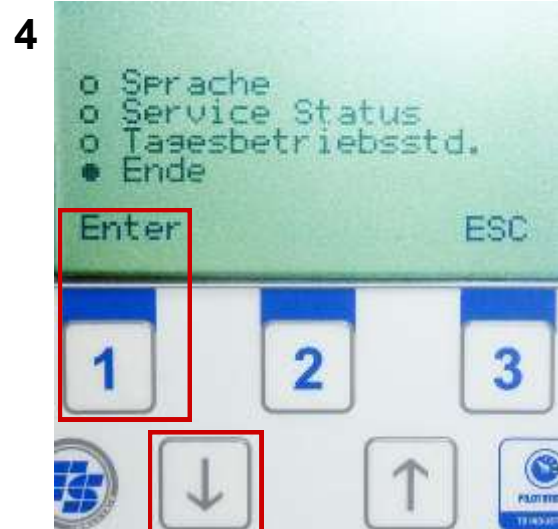 4
o Sprache
o Service Status
o Tagesbetriebsstd.
● Ende
Enter ESC
1 2 3
↓ ↑